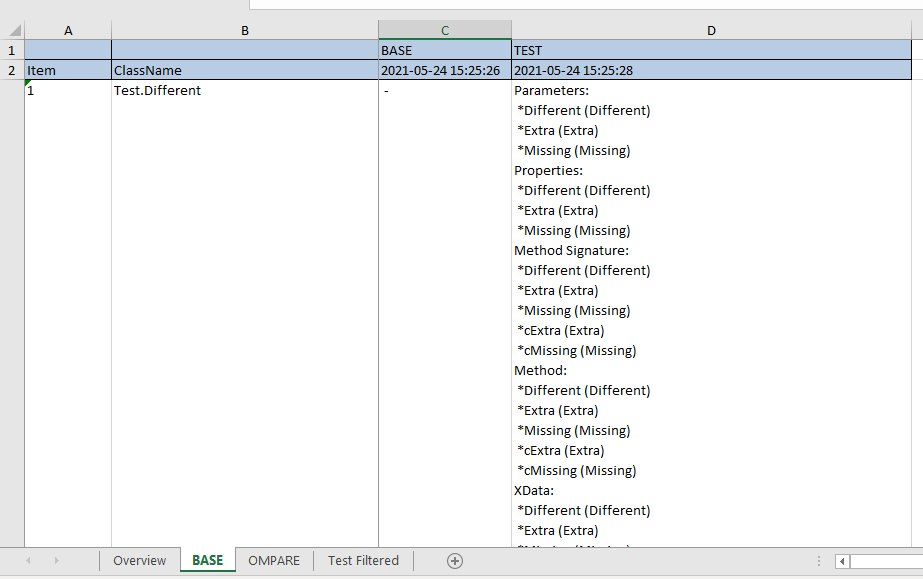 A B C D
1 BASE TEST
2 Item ClassName 2021-05-24 15:25:26 2021-05-24 15:25:28
1 Test.Different - Parameters:
*Different (Different)
*Extra (Extra)
*Missing (Missing)
Properties:
*Different (Different)
*Extra (Extra)
*Missing (Missing)
Method Signature:
*Different (Different)
*Extra (Extra)
*Missing (Missing)
*cExtra (Extra)
*cMissing (Missing)
Method:
*Different (Different)
*Extra (Extra)
*Missing (Missing)
*cExtra (Extra)
*cMissing (Missing)
XData:
*Different (Different)
*Extra (Extra)
Overview BASE OMPARE Test Filtered